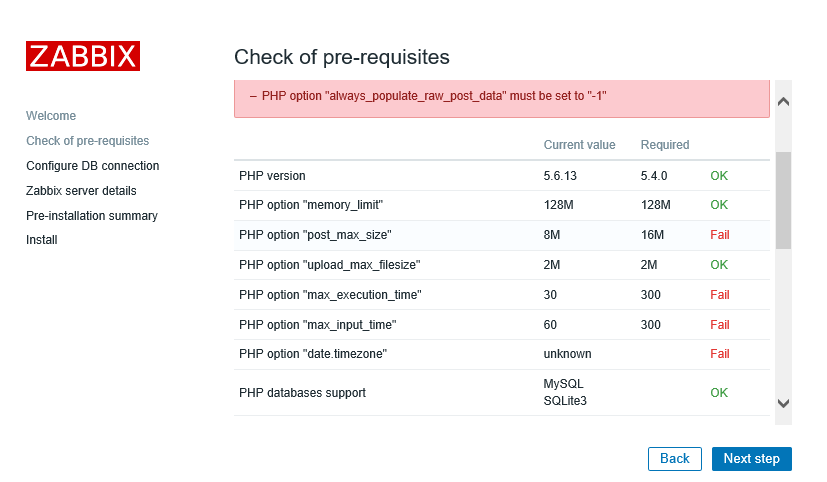 ZABBIX
Check of pre-requisites
– PHP option "always_populate_raw_post_data" must be set to "-1"
Welcome
Check of pre-requisites
Configure DB connection
Zabbix server details
Pre-installation summary
Install
Current value Required
PHP version 5.6.13 5.4.0 OK
PHP option "memory_limit" 128M 128M OK
PHP option "post_max_size" 8M 16M Fail
PHP option "upload_max_filesize" 2M 2M OK
PHP option "max_execution_time" 30 300 Fail
PHP option "max_input_time" 60 300 Fail
PHP option "date.timezone" unknown Fail
PHP databases support MySQL SQLite3 OK
Back Next step